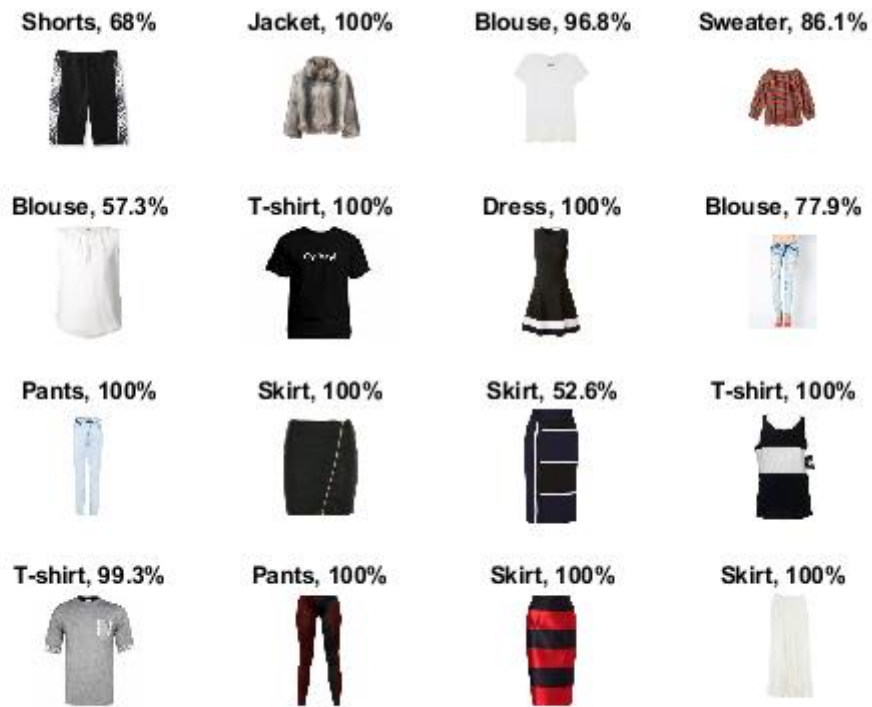 Shorts, 68%
Jacket, 100%
Blouse, 96.8%
Sweater, 86.1%
Blouse, 57.3%
T-shirt, 100%
Dress, 100%
Blouse, 77.9%
Pants, 100%
Skirt, 100%
Skirt, 52.6%
T-shirt, 100%
T-shirt, 99.3%
Pants, 100%
Skirt, 100%
Skirt, 100%